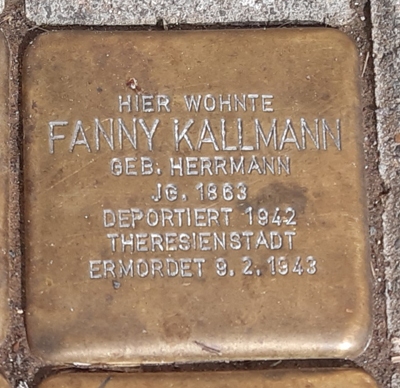 HIER WOHNTE
FANNY KALLMANN
GEB. HERRMANN
JG. 1863
DEPORTIERT 1942
THERESIENSTADT
ERMORDET 9.2.1943